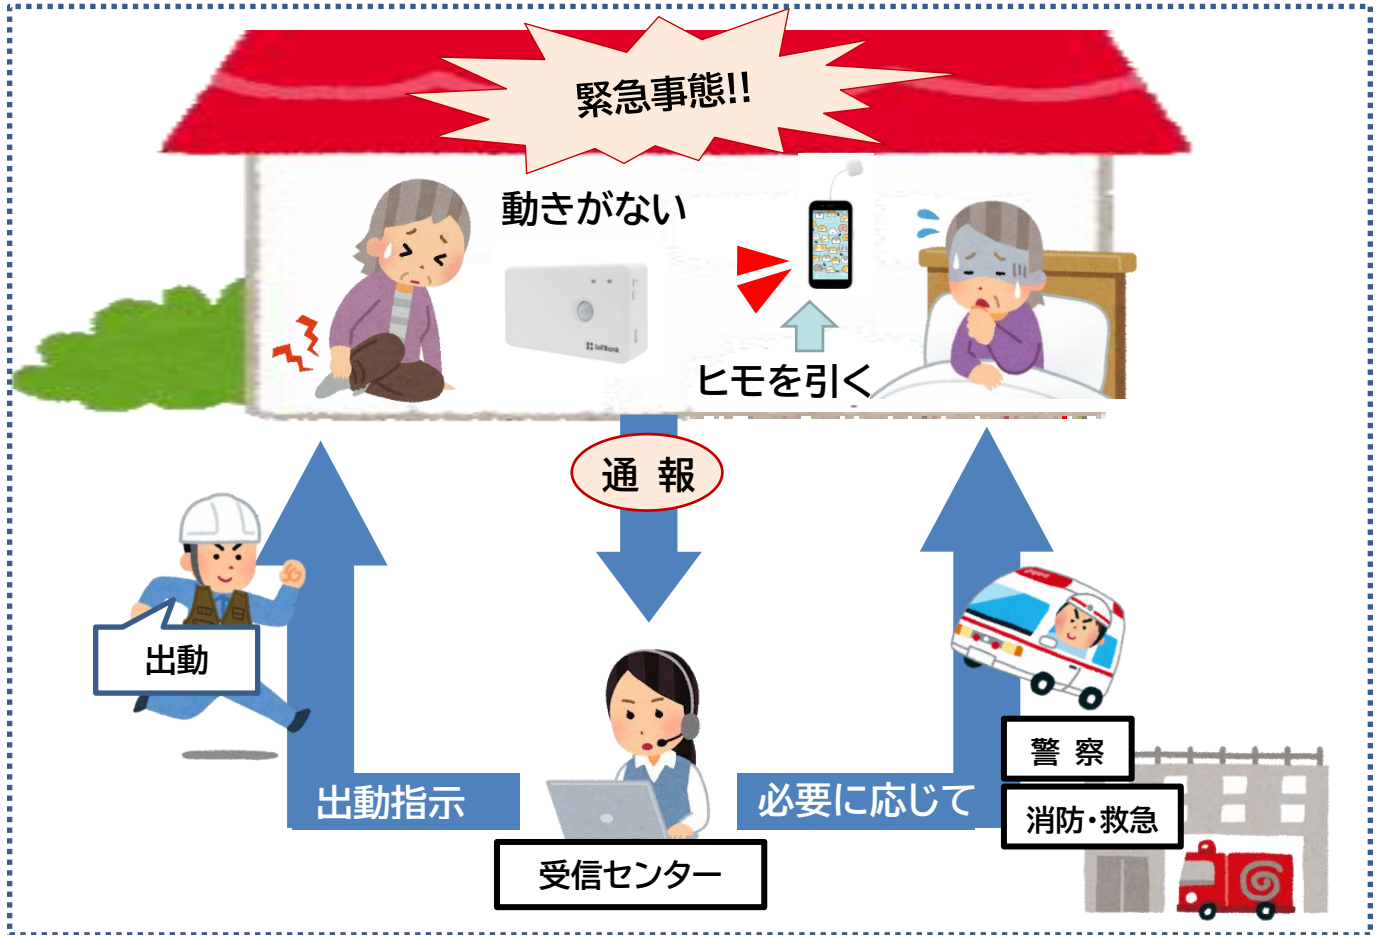 緊急事態!!
動きがない
IoTBank
ヒモを引く
通 報
出動
出動指示
必要に応じて
警 察
消防・救急
受信センター